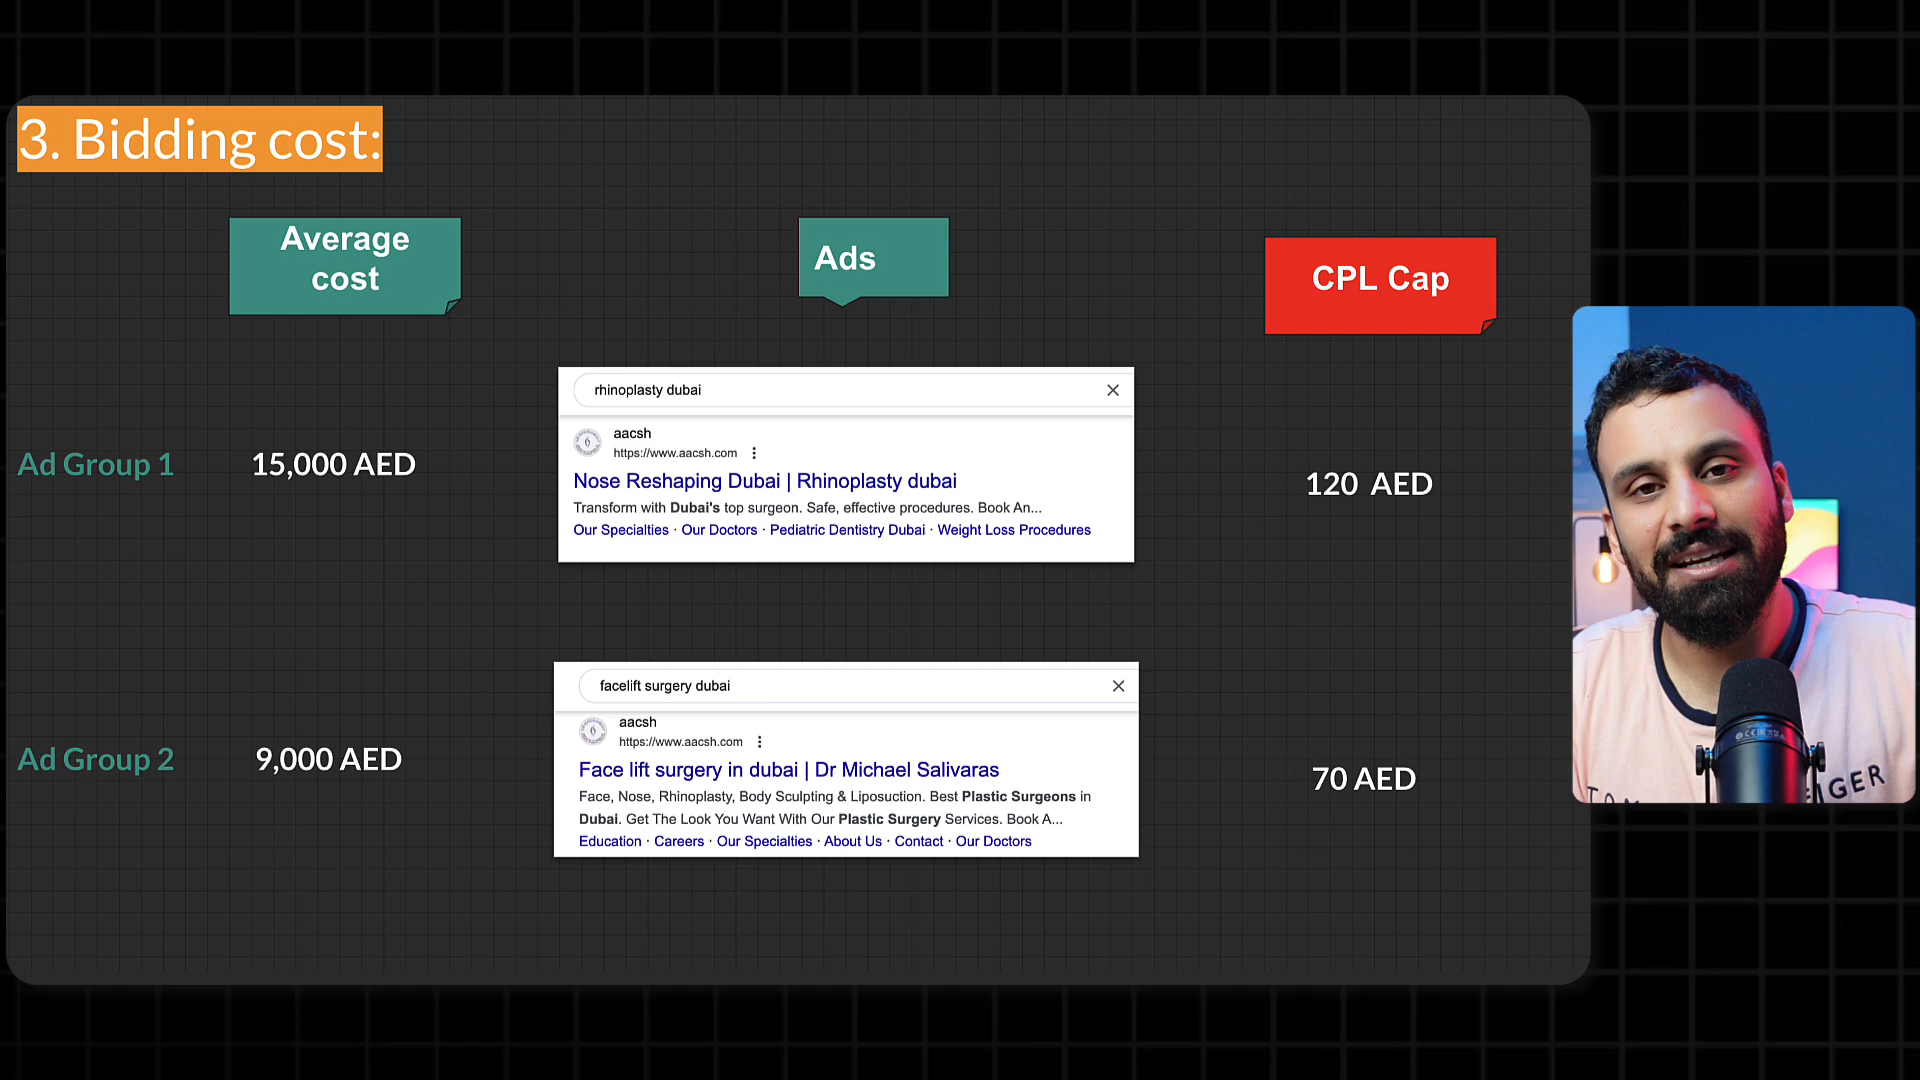 3. Bidding cost:
Average
cost
Ads
CPL Cap
Ad Group 1
15,000 AED
rhinoplasty dubai
aacsh
https://www.aacsh.com
Nose Reshaping Dubai | Rhinoplasty dubai
Transform with Dubai's top surgeon. Safe, effective procedures. Book An...
Our Specialties · Our Doctors · Pediatric Dentistry Dubai · Weight Loss Procedures
120 AED
Ad Group 2
9,000 AED
facelift surgery dubai
aacsh
https://www.aacsh.com
Face lift surgery in dubai | Dr Michael Salivaras
Face, Nose, Rhinoplasty, Body Sculpting & Liposuction. Best Plastic Surgeons in
Dubai. Get The Look You Want With Our Plastic Surgery Services. Book A...
Education · Careers · Our Specialties · About Us · Contact · Our Doctors
70 AED